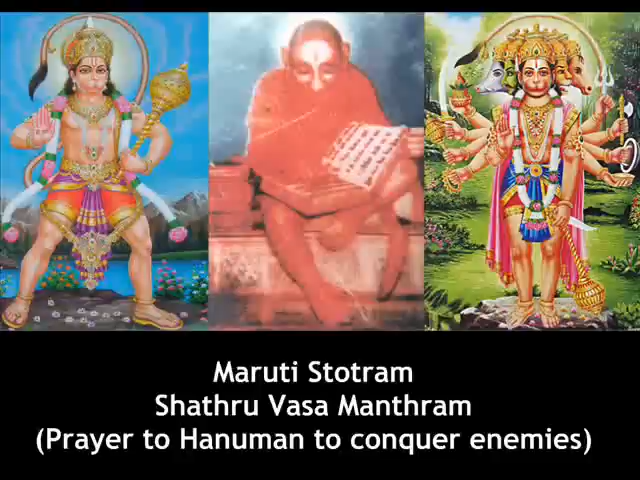 Maruti Stotram
Shathru Vasa Manthram
(Prayer to Hanuman to conquer enemies)